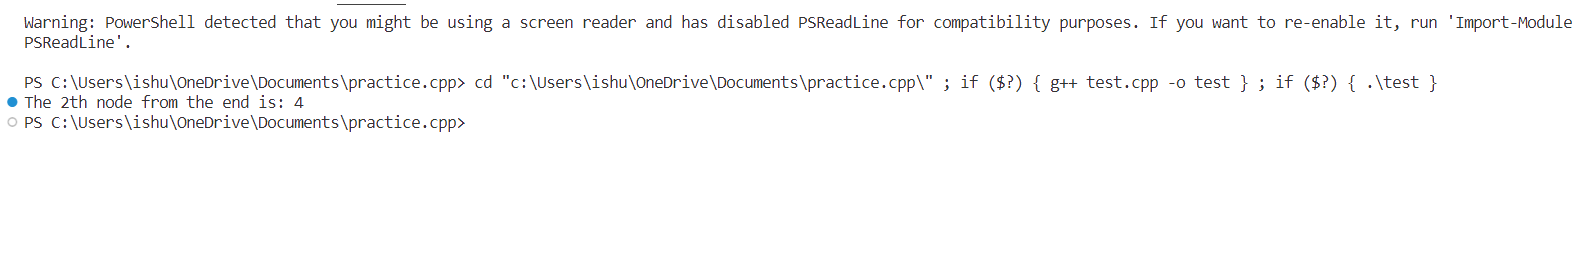 Warning: PowerShell detected that you might be using a screen reader and has disabled PSReadLine for compatibility purposes. If you want to re-enable it, run 'Import-Module
PSReadLine'.
PS C:\Users\ishu\OneDrive\Documents\practice.cpp> cd "c:\Users\ishu\OneDrive\Documents\practice.cpp\" ; if ($?) { g++ test.cpp -o test } ; if ($?) { .\test }
The 2th node from the end is: 4
PS C:\Users\ishu\OneDrive\Documents\practice.cpp>